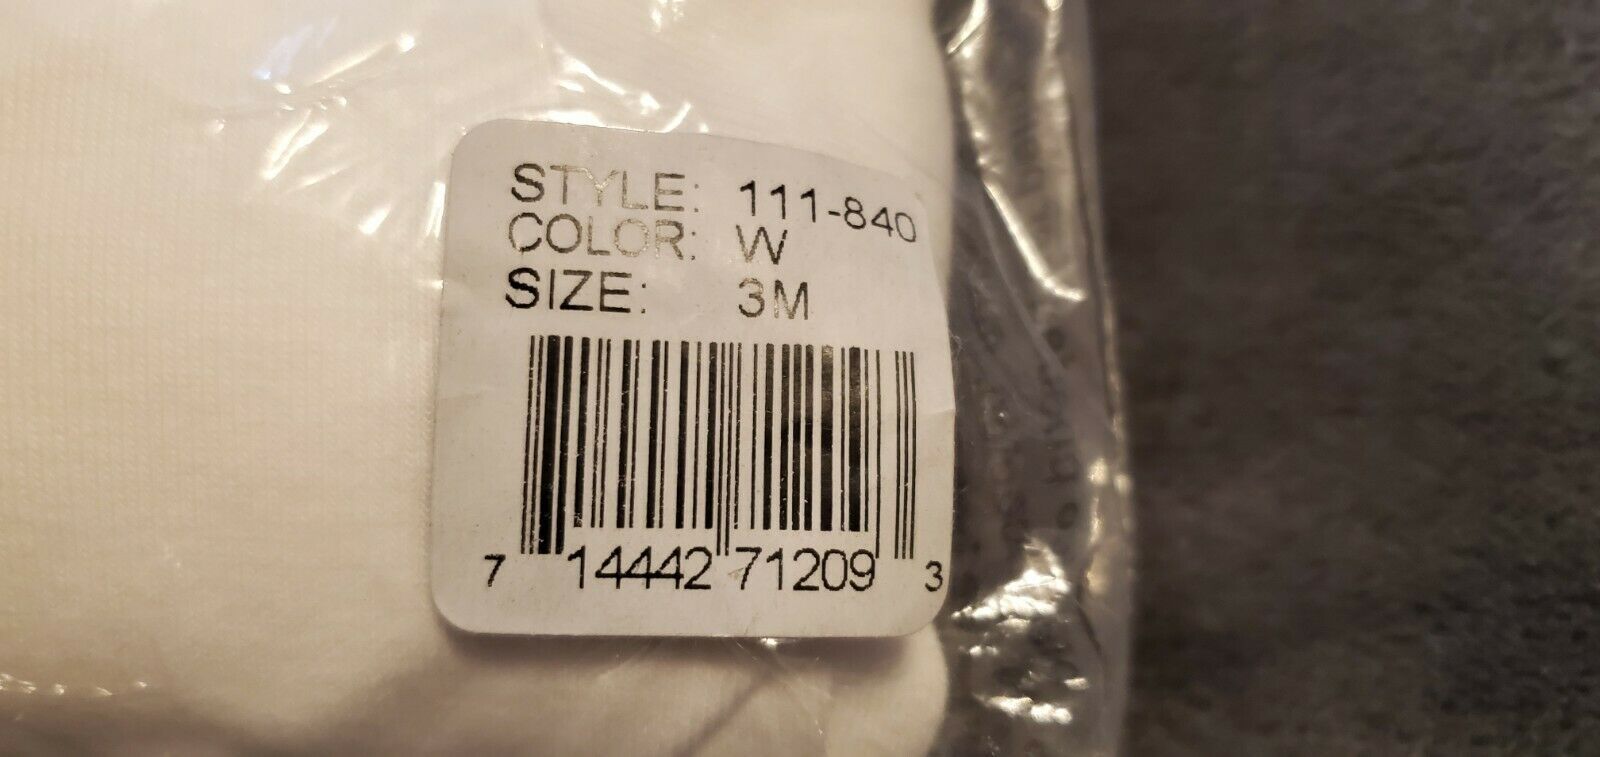 STYLE: 111-840
COLOR: W
SIZE: 3M
7 14442 71209 3